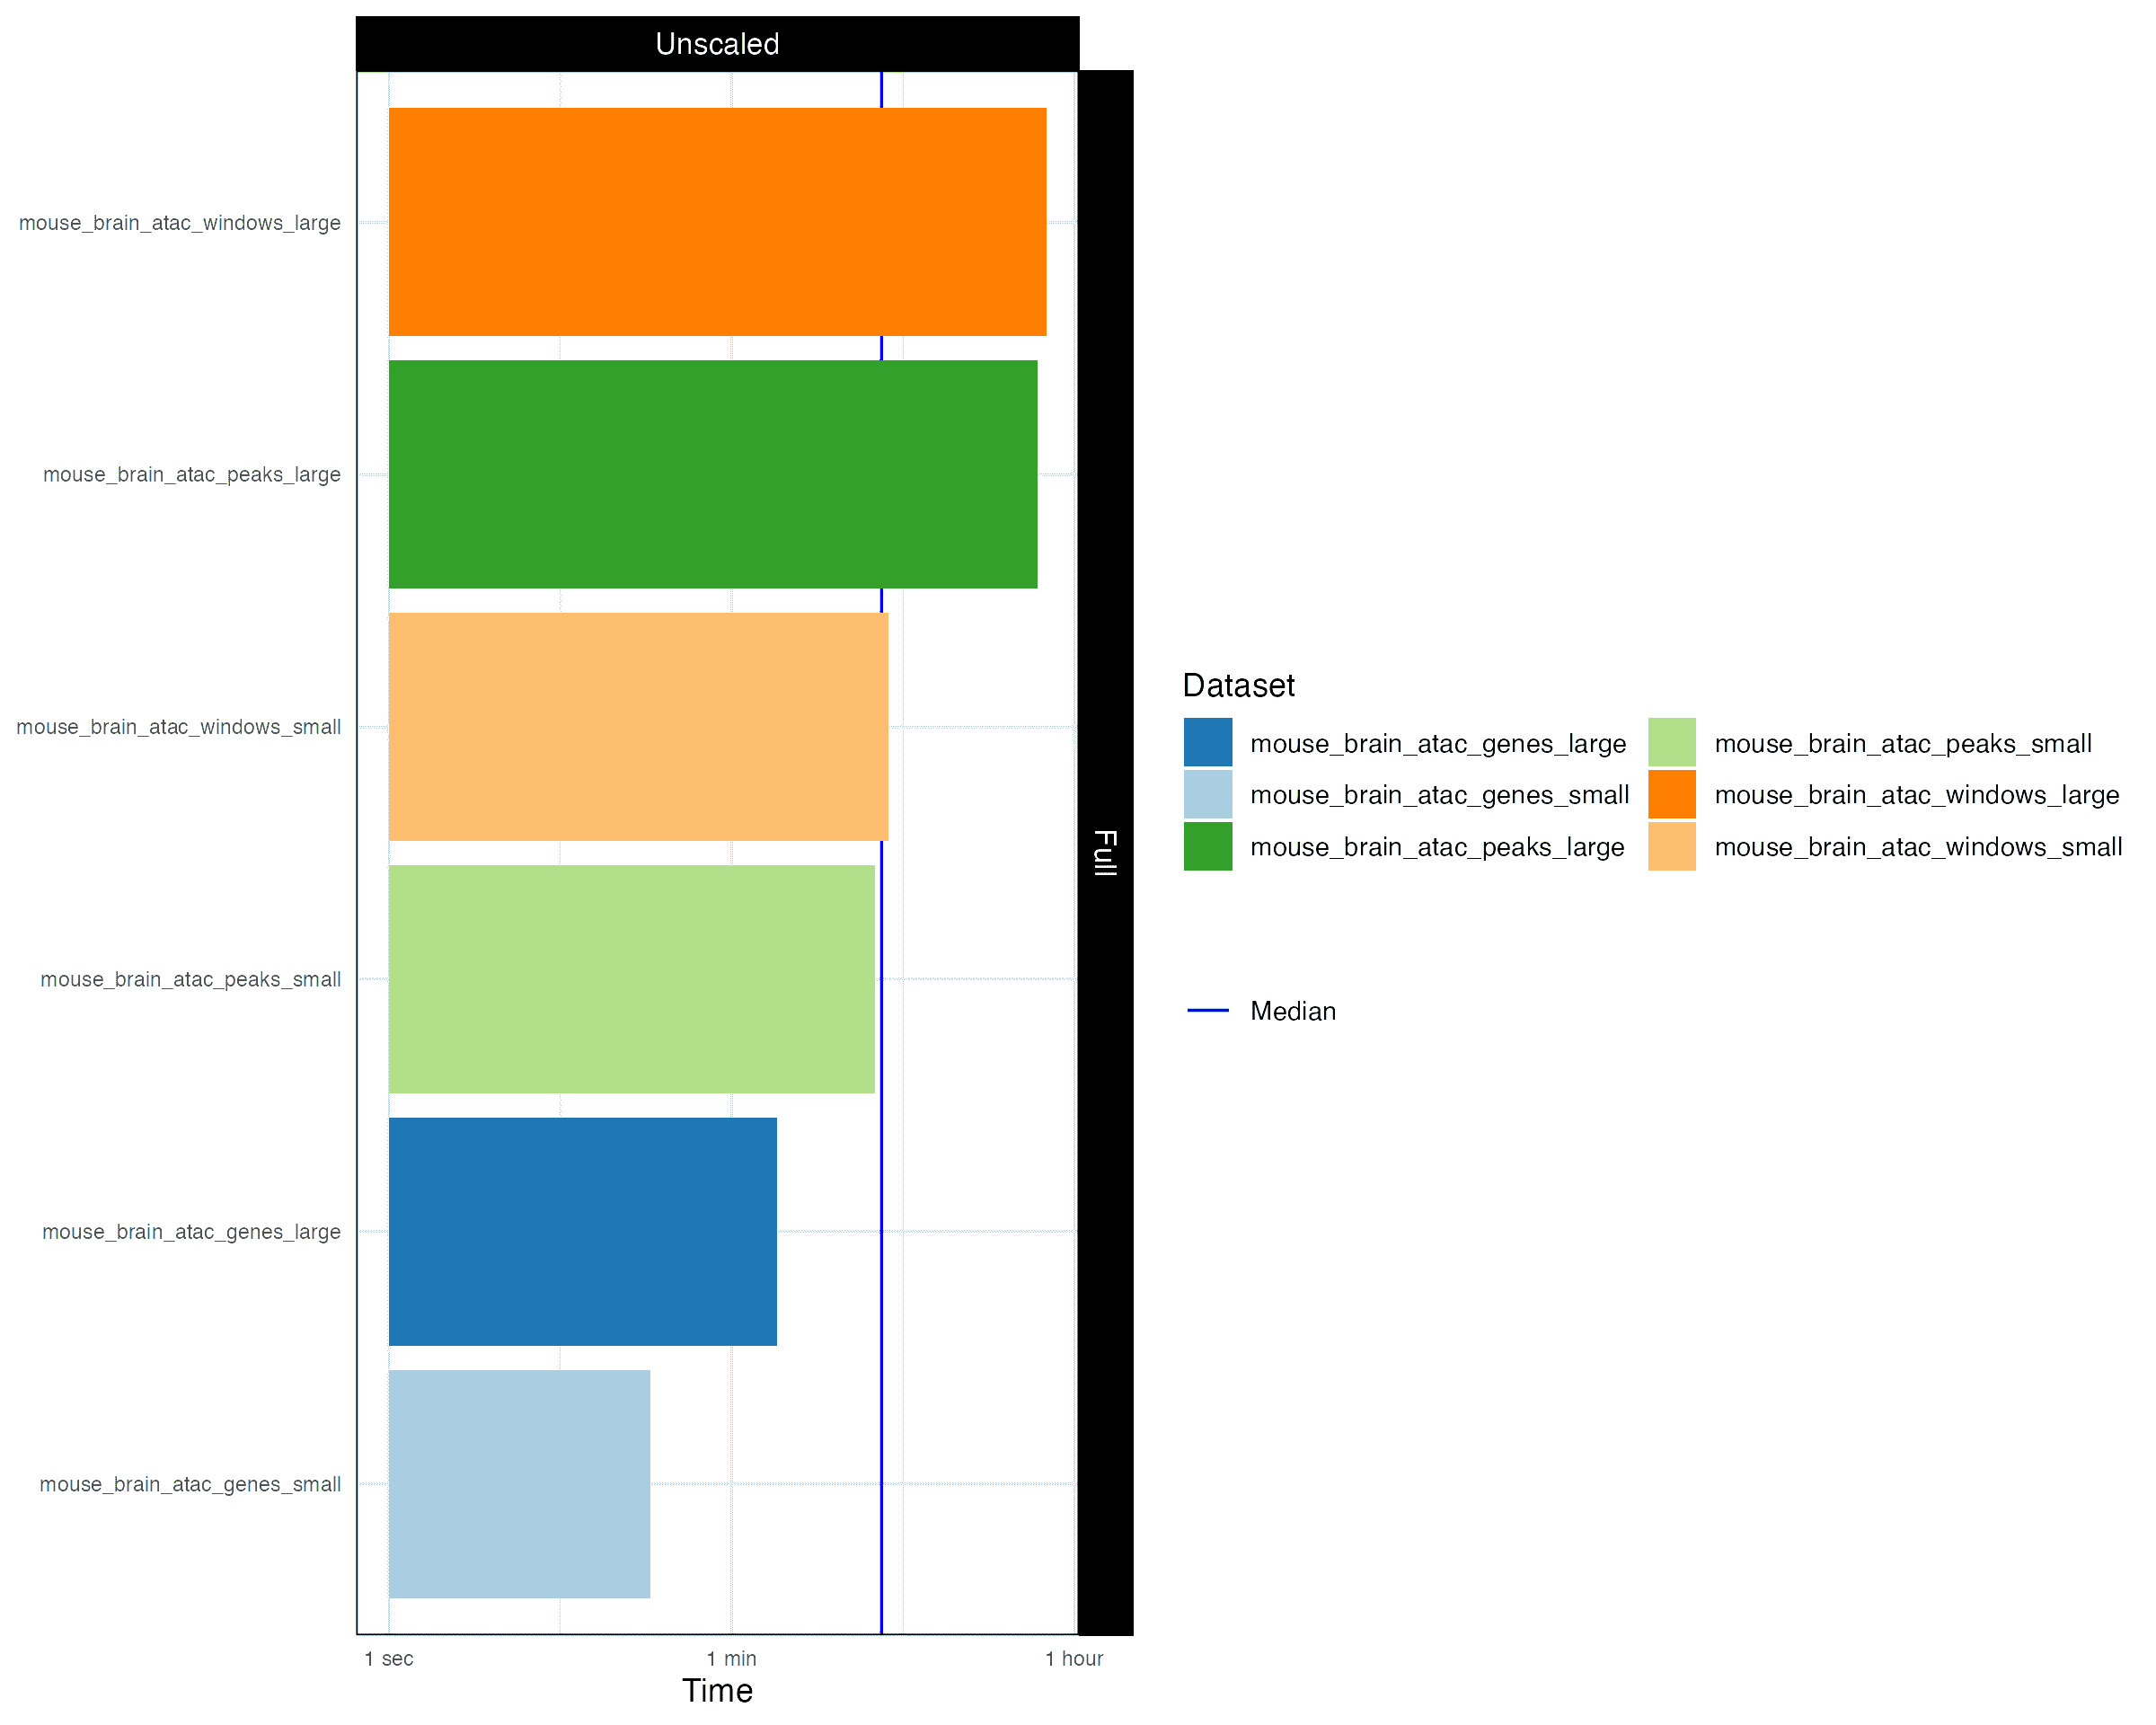 Unscaled
mouse_brain_atac_windows_large
mouse_brain_atac_peaks_large
mouse_brain_atac_windows_small
mouse_brain_atac_peaks_small
mouse_brain_atac_genes_large
mouse_brain_atac_genes_small
1 sec 1 min 1 hour
Time
Full
Dataset
mouse_brain_atac_genes_large mouse_brain_atac_peaks_small
mouse_brain_atac_genes_small mouse_brain_atac_windows_large
mouse_brain_atac_peaks_large mouse_brain_atac_windows_small
Median